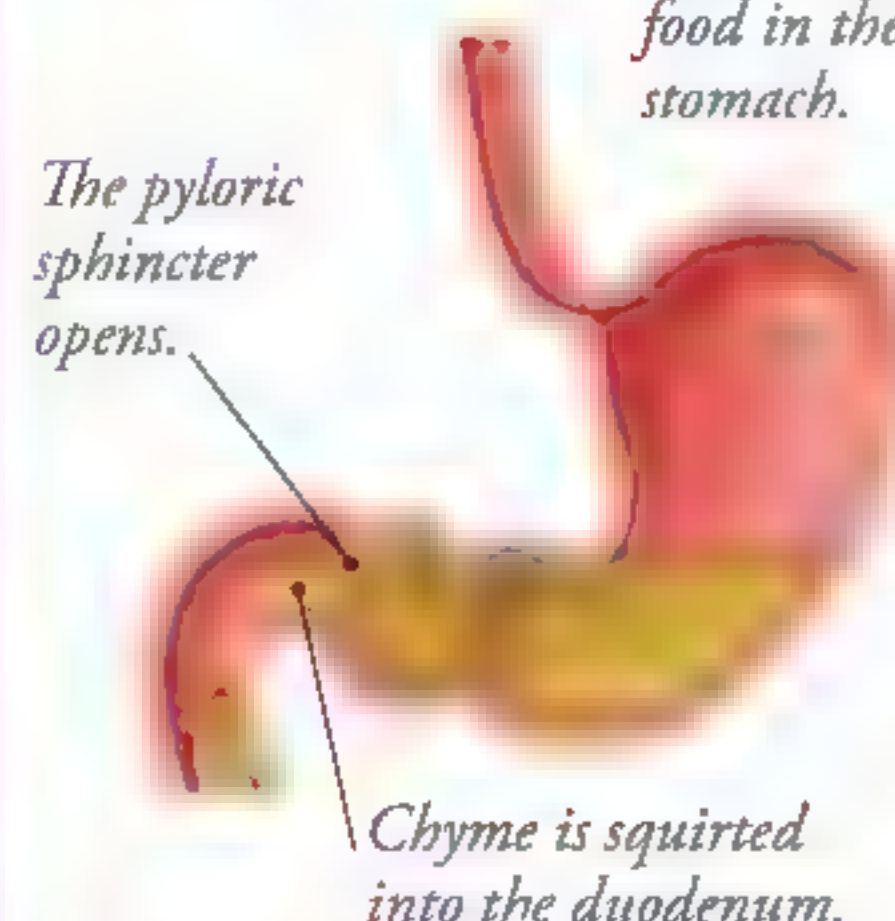 food in the
stomach.
The pyloric
sphincter
opens.
Chyme is squirted
into the duodenum.